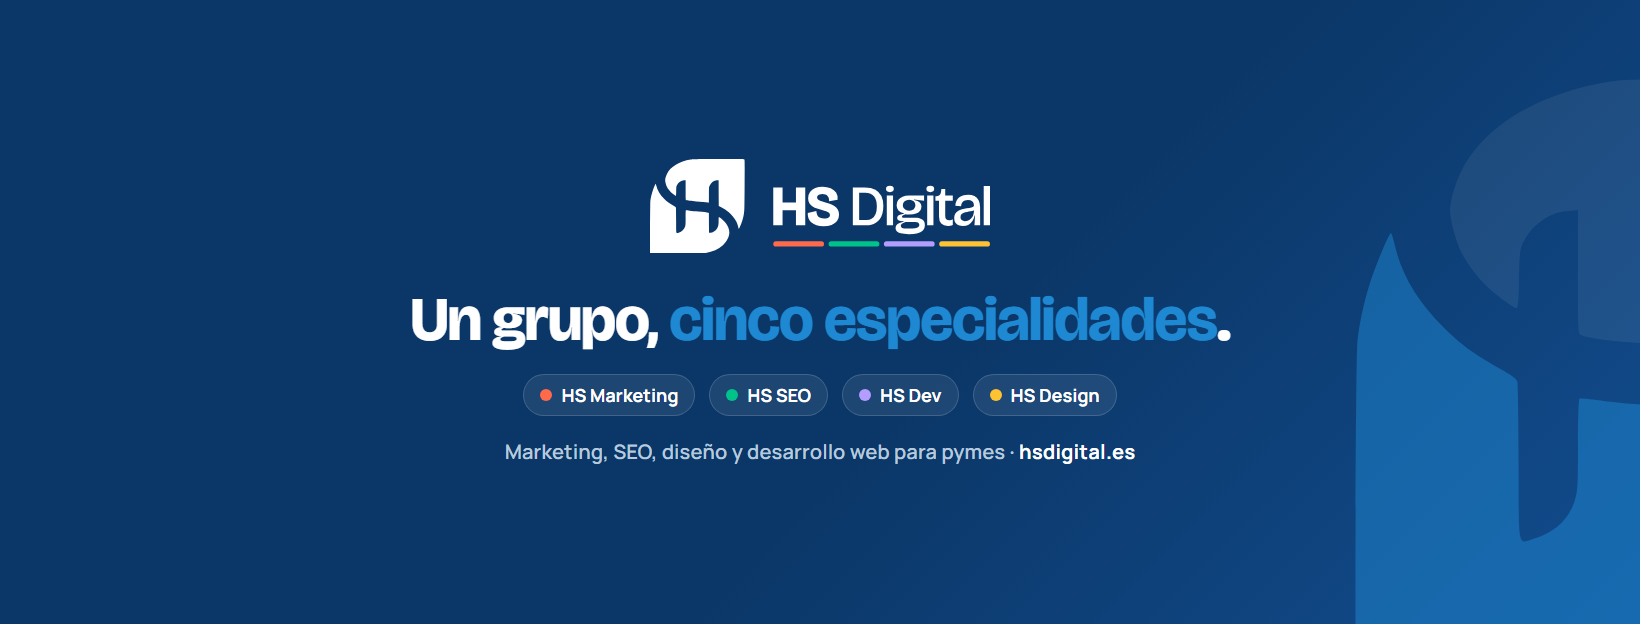 HS Digital
Un grupo, cinco especialidades.
HS Marketing HS SEO HS Dev HS Design
Marketing, SEO, diseño y desarrollo web para pymes · hsdigital.es